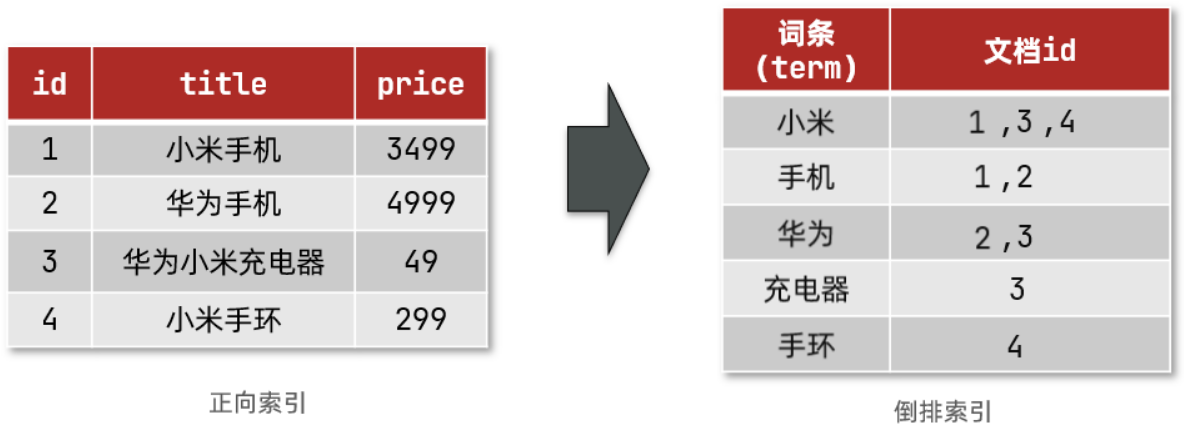 id title price
1 小米手机 3499
2 华为手机 4999
3 华为小米充电器 49
4 小米手环 299
正向索引
词条
(term)
文档id
小米 1 ,3 ,4
手机 1 ,2
华为 2 ,3
充电器 3
手环 4
倒排索引